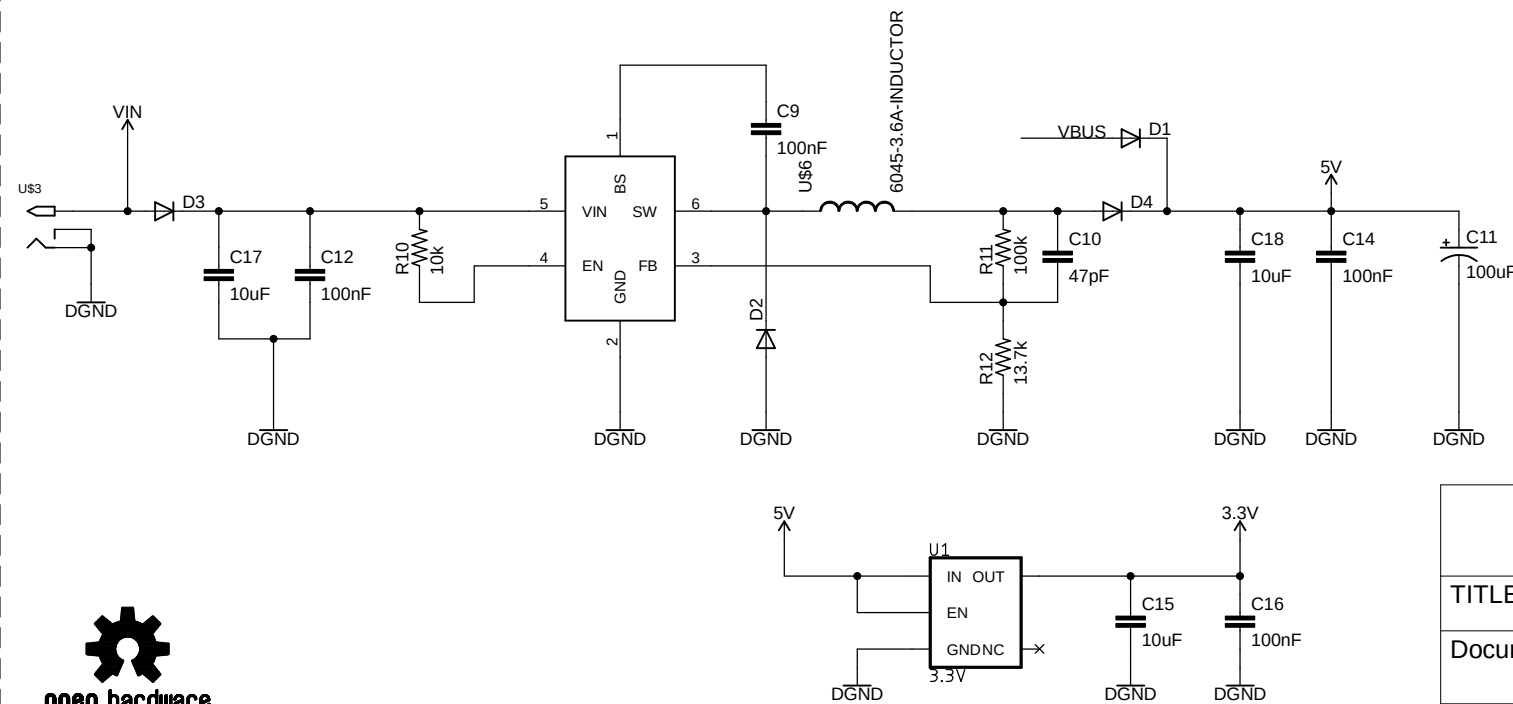 6045-3.6A-INDUCTOR
U$6
VIN
U$3
D3
DGND
C17
10uF
C12
100nF
DGND
R10
10k
5
4
1
BS
VIN
SW
EN
FB
GND
6
3
2
DGND
C9
100nF
D2
DGND
VBUS
D1
R11
100k
C10
47pF
R12
13.7k
DGND
D4
5V
C18
10uF
DGND
C14
100nF
DGND
C11
100uF
DGND
5V
U1
IN OUT
EN
GND NC
3.3V
DGND
3.3V
C15
10uF
DGND
C16
100nF
DGND
TITLE
Docu
open hardware